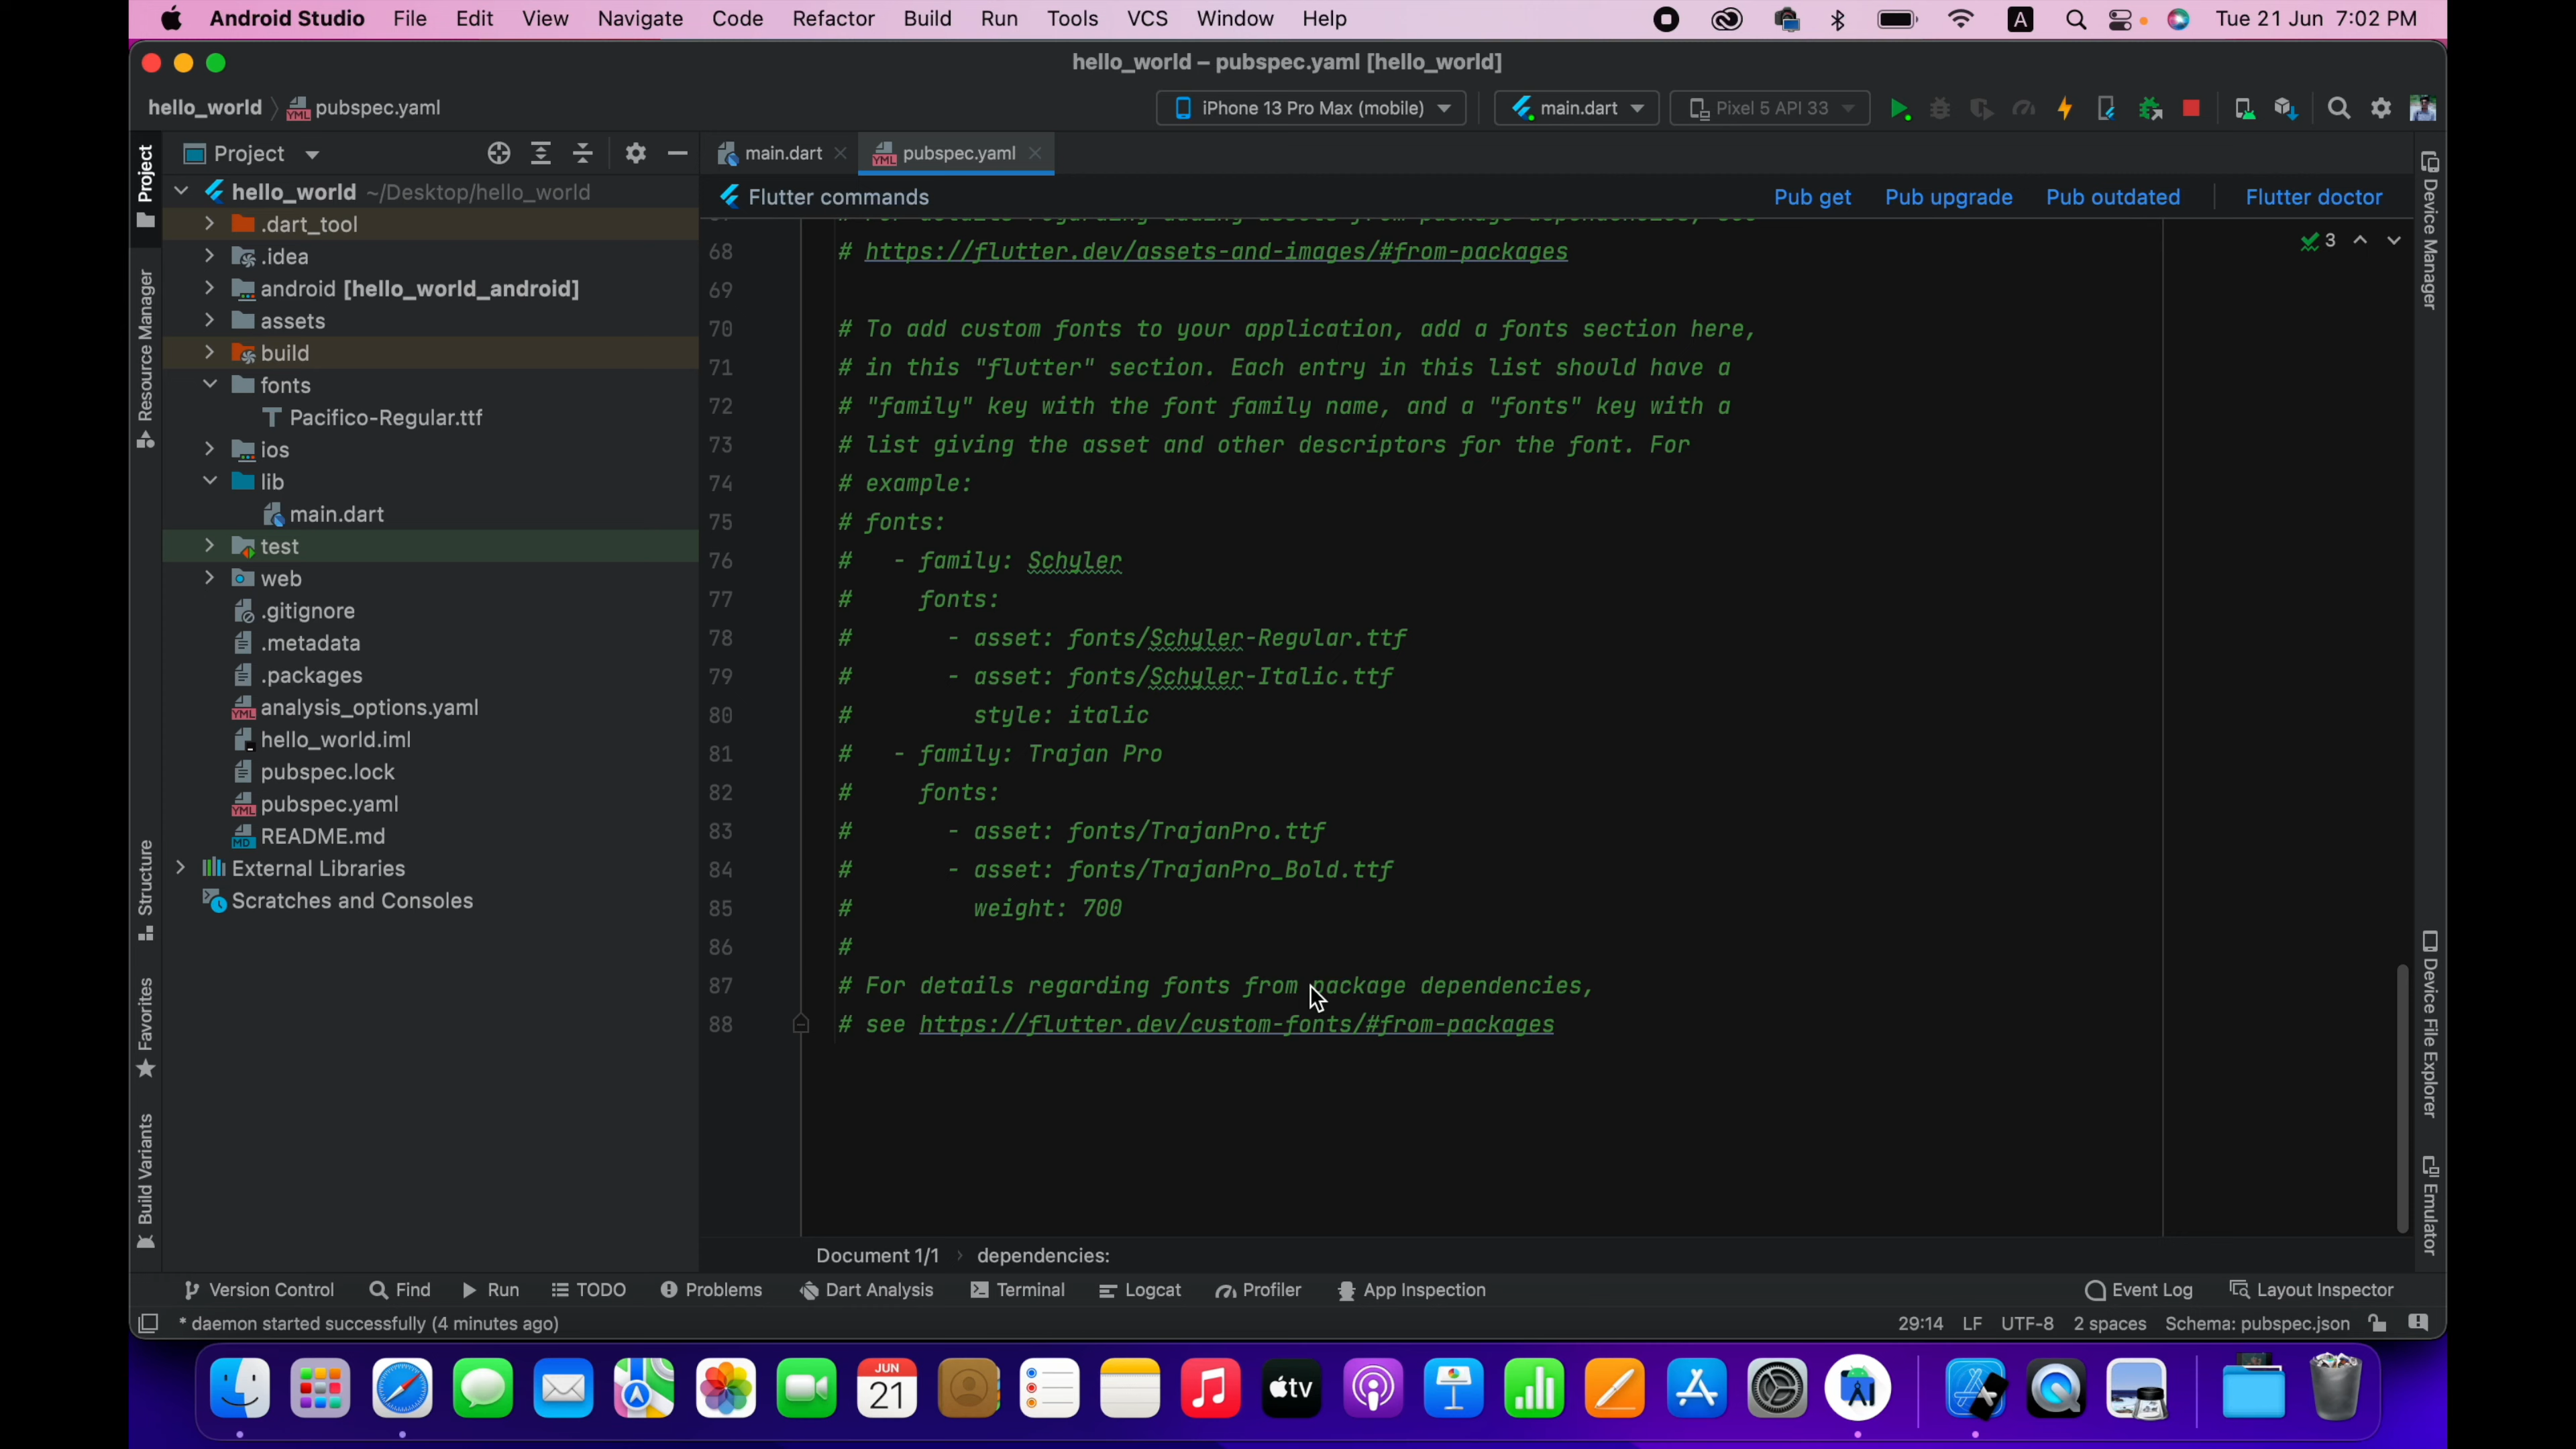 Android Studio File Edit View Navigate Code Refactor Build Run Tools VCS Window Help A Tue 21 Jun 7:02 PM
hello_world – pubspec.yaml [hello_world]
hello_world pubspec.yaml iPhone 13 Pro Max (mobile) main.dart Pixel 5 API 33
Project main.dart pubspec.yaml
Flutter commands Pub get Pub upgrade Pub outdated Flutter doctor
hello_world ~/Desktop/hello_world
.dart_tool
.idea
android [hello_world_android]
assets
build
fonts
Pacifico-Regular.ttf
ios
lib
main.dart
test
web
.gitignore
.metadata
.packages
analysis_options.yaml
hello_world.iml
pubspec.lock
pubspec.yaml
README.md
External Libraries
Scratches and Consoles
Project
Resource Manager
Structure
Favorites
Build Variants
68 # https://flutter.dev/assets-and-images/#from-packages
69
70 # To add custom fonts to your application, add a fonts section here,
71 # in this "flutter" section. Each entry in this list should have a
72 # "family" key with the font family name, and a "fonts" key with a
73 # list giving the asset and other descriptors for the font. For
74 # example:
75 # fonts:
76 #   - family: Schyler
77 #     fonts:
78 #       - asset: fonts/Schyler-Regular.ttf
79 #       - asset: fonts/Schyler-Italic.ttf
80 #         style: italic
81 #   - family: Trajan Pro
82 #     fonts:
83 #       - asset: fonts/TrajanPro.ttf
84 #       - asset: fonts/TrajanPro_Bold.ttf
85 #         weight: 700
86 #
87 # For details regarding fonts from package dependencies,
88 # see https://flutter.dev/custom-fonts/#from-packages
3
Device Manager
Device File Explorer
Emulator
Document 1/1 › dependencies:
Version Control Find Run TODO Problems Dart Analysis Terminal Logcat Profiler App Inspection Event Log Layout Inspector
* daemon started successfully (4 minutes ago) 29:14 LF UTF-8 2 spaces Schema: pubspec.json
JUN
21
tv